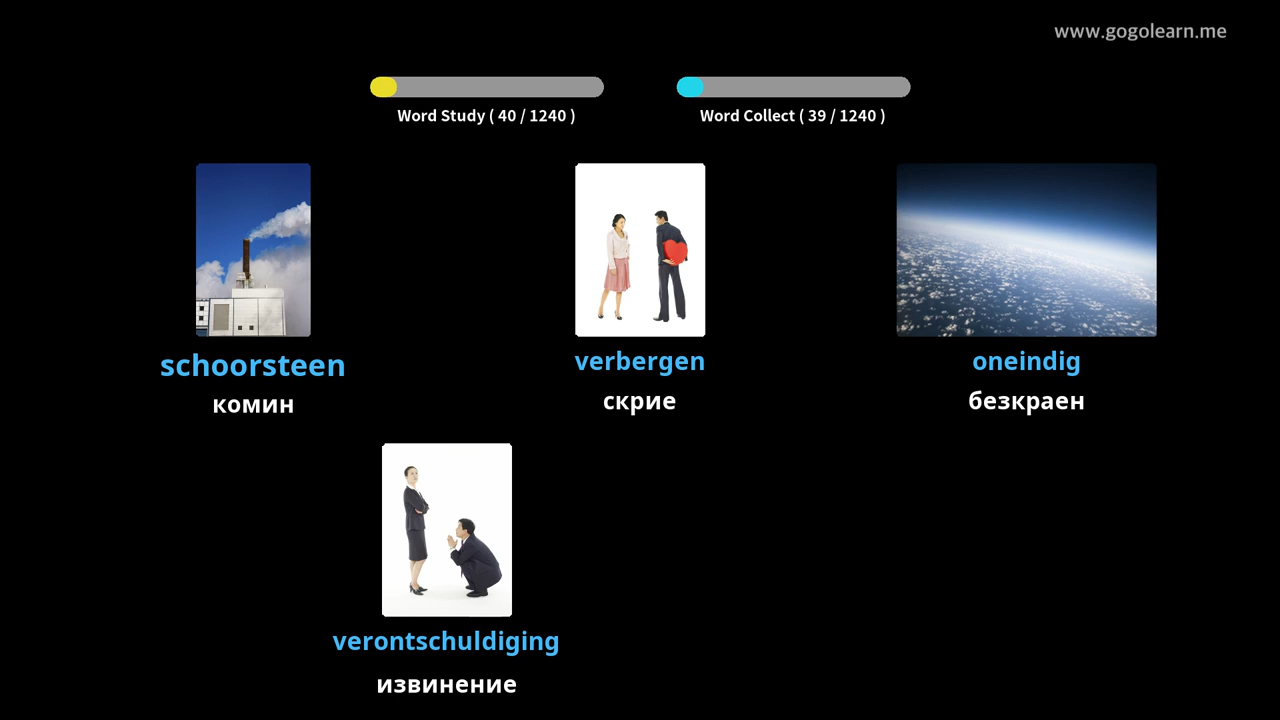 www.gogolearn.me
Word Study ( 40 / 1240 )
Word Collect ( 39 / 1240 )
schoorsteen
комин
verbergen
скрие
oneindig
безкраен
verontschuldiging
извинение